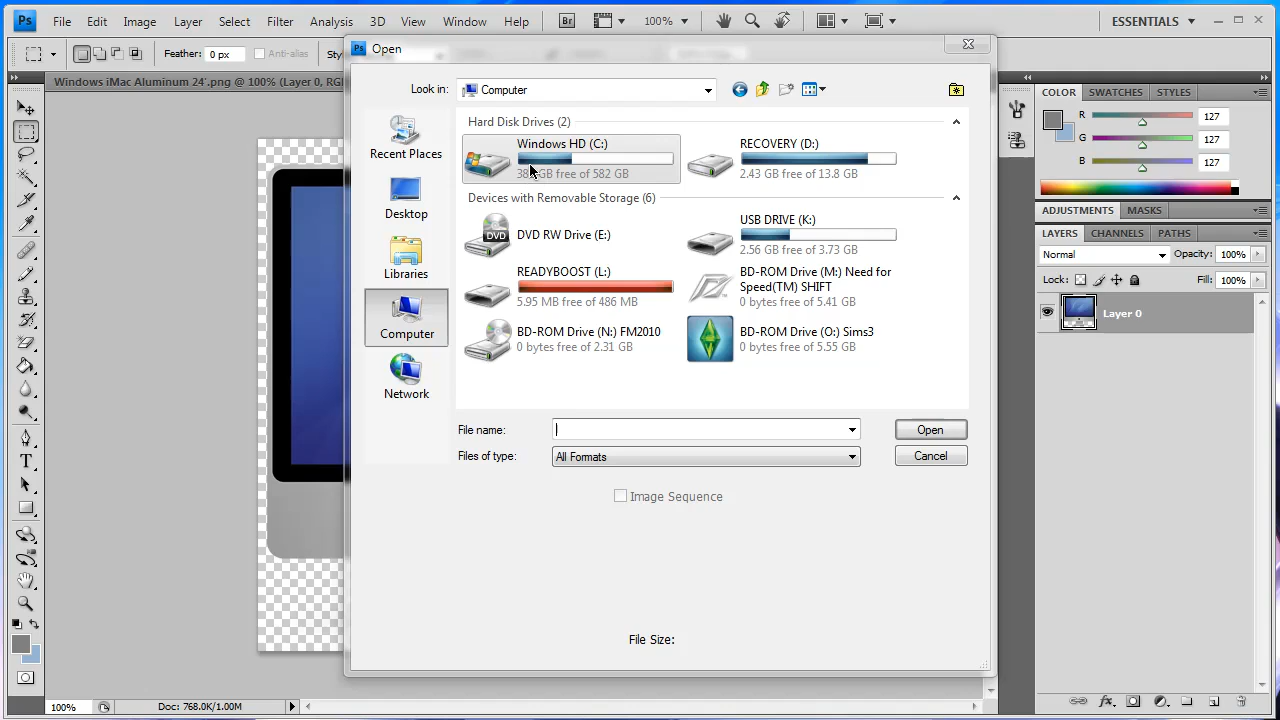 Ps File Edit Image Layer Select Filter Analysis 3D View Window Help Br 100% ESSENTIALS
Feather: 0 px Anti-alias
Windows iMac Aluminum 24'.png @ 100% (Layer 0, RG
Ps Open
Look in: Computer
Recent Places
Desktop
Libraries
Computer
Network
Hard Disk Drives (2)
Windows HD (C:)
GB free of 582 GB
RECOVERY (D:)
2.43 GB free of 13.8 GB
Devices with Removable Storage (6)
DVD
DVD RW Drive (E:)
USB DRIVE (K:)
2.56 GB free of 3.73 GB
READYBOOST (L:)
5.95 MB free of 486 MB
BD-ROM Drive (M:) Need for
Speed(TM) SHIFT
0 bytes free of 5.41 GB
BD-ROM Drive (N:) FM2010
0 bytes free of 2.31 GB
BD-ROM Drive (O:) Sims3
0 bytes free of 5.55 GB
File name:
Open
Files of type: All Formats
Cancel
Image Sequence
File Size:
COLOR SWATCHES STYLES
R 127
G 127
B 127
ADJUSTMENTS MASKS
LAYERS CHANNELS PATHS
Normal Opacity: 100%
Lock: Fill: 100%
Layer 0
T
fx
100% Doc: 768.0K/1.00M